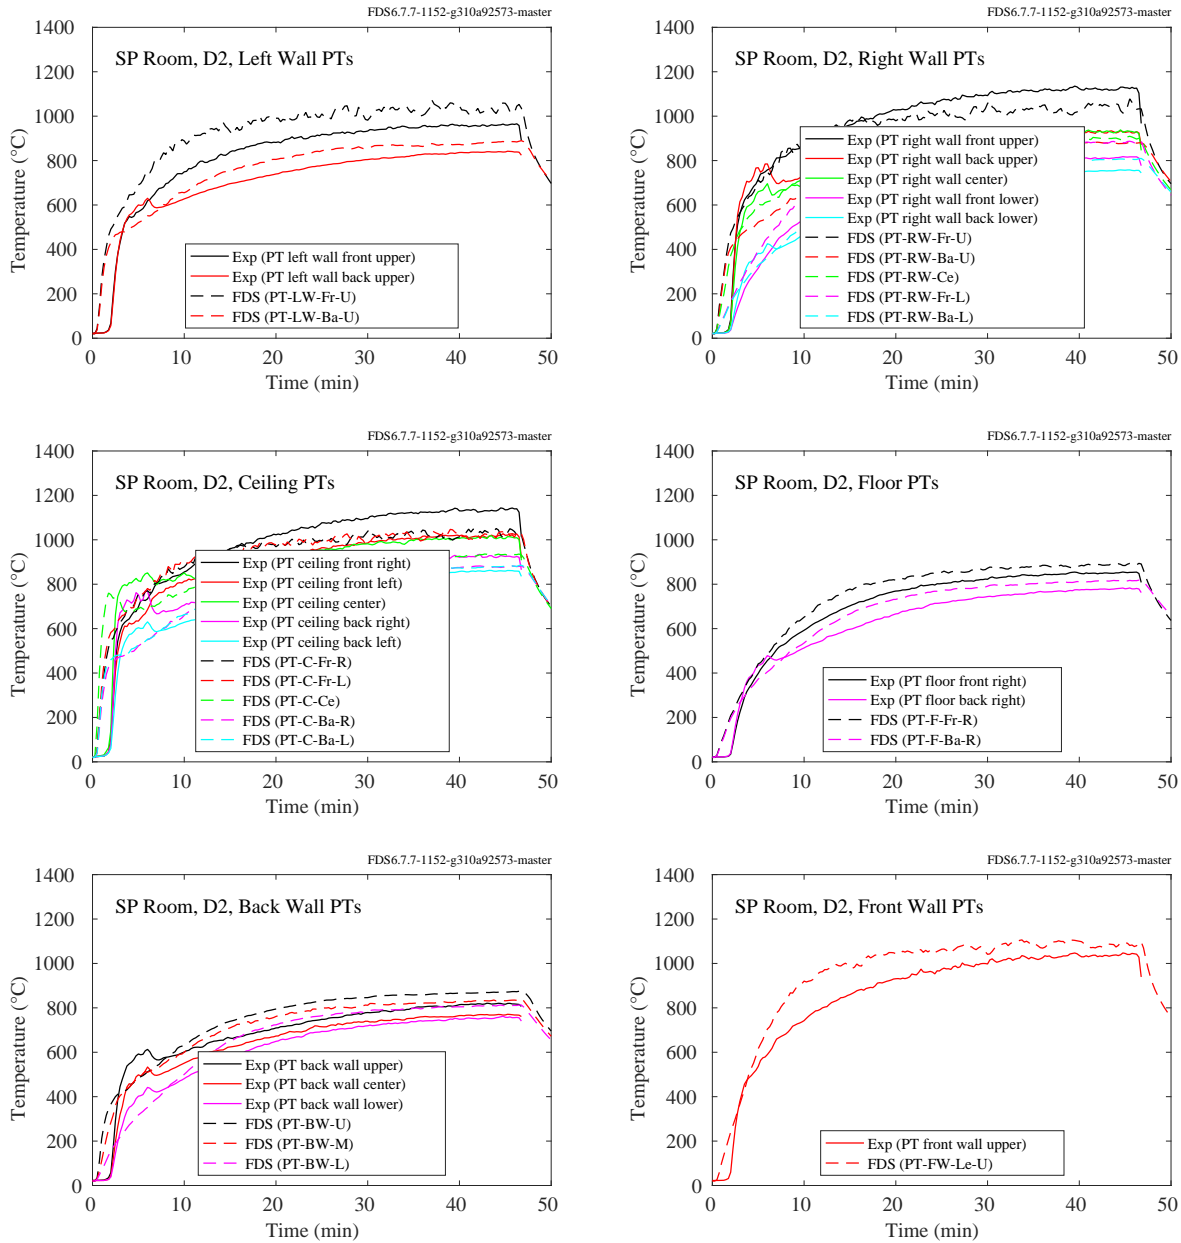 FDS6.7.7-1152-g310a92573-master
SP Room, D2, Left Wall PTs
Temperature (°C)
1400
1200
1000
800
600
400
200
0
Exp (PT left wall front upper)
Exp (PT left wall back upper)
FDS (PT-LW-Fr-U)
FDS (PT-LW-Ba-U)
0 10 20 30 40 50
Time (min)
FDS6.7.7-1152-g310a92573-master
SP Room, D2, Right Wall PTs
Temperature (°C)
1400
1200
1000
800
600
400
200
0
Exp (PT right wall front upper)
Exp (PT right wall back upper)
Exp (PT right wall center)
Exp (PT right wall front lower)
Exp (PT right wall back lower)
FDS (PT-RW-Fr-U)
FDS (PT-RW-Ba-U)
FDS (PT-RW-Ce)
FDS (PT-RW-Fr-L)
FDS (PT-RW-Ba-L)
0 10 20 30 40 50
Time (min)
FDS6.7.7-1152-g310a92573-master
SP Room, D2, Ceiling PTs
Temperature (°C)
1400
1200
1000
800
600
400
200
0
Exp (PT ceiling front right)
Exp (PT ceiling front left)
Exp (PT ceiling center)
Exp (PT ceiling back right)
Exp (PT ceiling back left)
FDS (PT-C-Fr-R)
FDS (PT-C-Fr-L)
FDS (PT-C-Ce)
FDS (PT-C-Ba-R)
FDS (PT-C-Ba-L)
0 10 20 30 40 50
Time (min)
FDS6.7.7-1152-g310a92573-master
SP Room, D2, Floor PTs
Temperature (°C)
1400
1200
1000
800
600
400
200
0
Exp (PT floor front right)
Exp (PT floor back right)
FDS (PT-F-Fr-R)
FDS (PT-F-Ba-R)
0 10 20 30 40 50
Time (min)
FDS6.7.7-1152-g310a92573-master
SP Room, D2, Back Wall PTs
Temperature (°C)
1400
1200
1000
800
600
400
200
0
Exp (PT back wall upper)
Exp (PT back wall center)
Exp (PT back wall lower)
FDS (PT-BW-U)
FDS (PT-BW-M)
FDS (PT-BW-L)
0 10 20 30 40 50
Time (min)
FDS6.7.7-1152-g310a92573-master
SP Room, D2, Front Wall PTs
Temperature (°C)
1400
1200
1000
800
600
400
200
0
Exp (PT front wall upper)
FDS (PT-FW-Le-U)
0 10 20 30 40 50
Time (min)